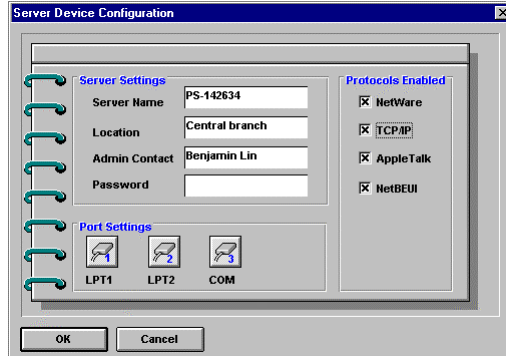 Server Device Configuration
Server Settings
Server Name PS-142634
Location Central branch
Admin Contact Benjamin Lin
Password
Protocols Enabled
NetWare
TCP/IP
AppleTalk
NetBEUI
Port Settings
1 2 3
LPT1 LPT2 COM
OK Cancel